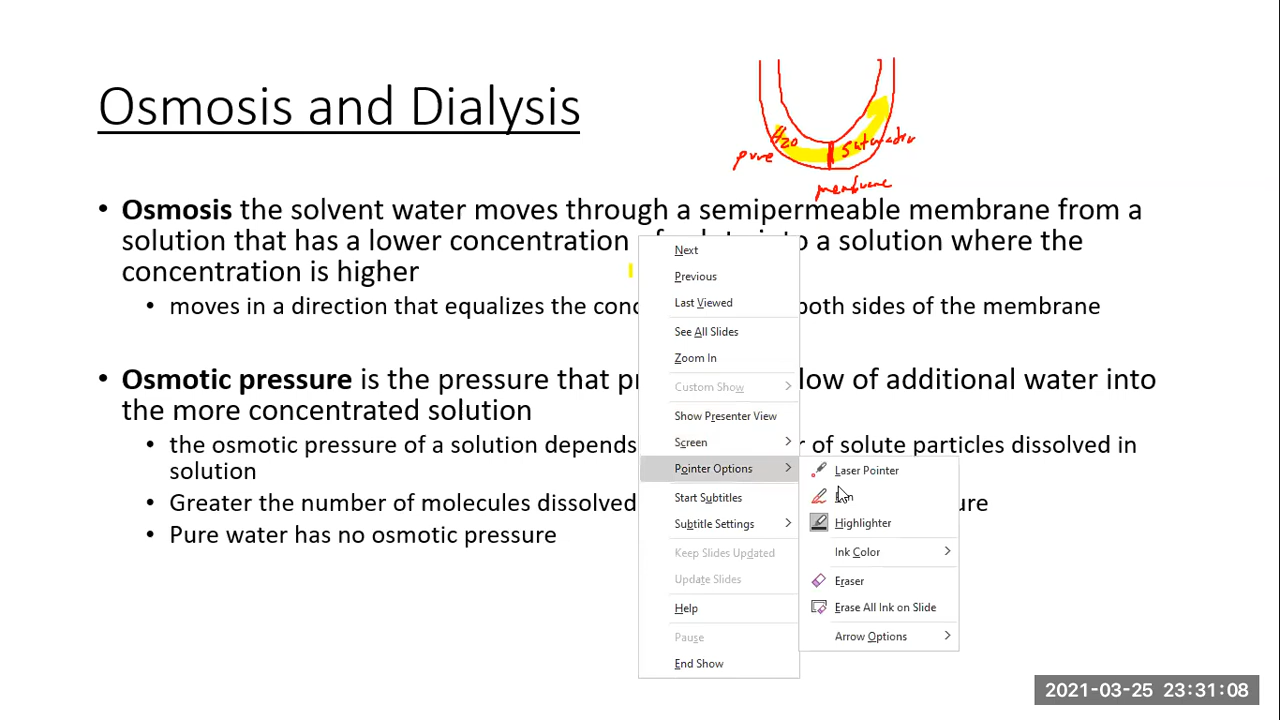 Osmosis and Dialysis
H2O
pure
membrane
• Osmosis the solvent water moves through a semipermeable membrane from a
solution that has a lower concentration into a solution where the
concentration is higher
• moves in a direction that equalizes the both sides of the membrane
• Osmotic pressure is the pressure that of additional water into
the more concentrated solution
• the osmotic pressure of a solution depends of solute particles dissolved in
solution
• Greater the number of molecules dissolved
• Pure water has no osmotic pressure
Next
Previous
Last Viewed
See All Slides
Zoom In
Custom Show
Show Presenter View
Screen
Pointer Options
Start Subtitles
Subtitle Settings
Keep Slides Updated
Update Slides
Help
Pause
End Show
Laser Pointer
Highlighter
Ink Color
Eraser
Erase All Ink on Slide
Arrow Options
2021-03-25 23:31:08